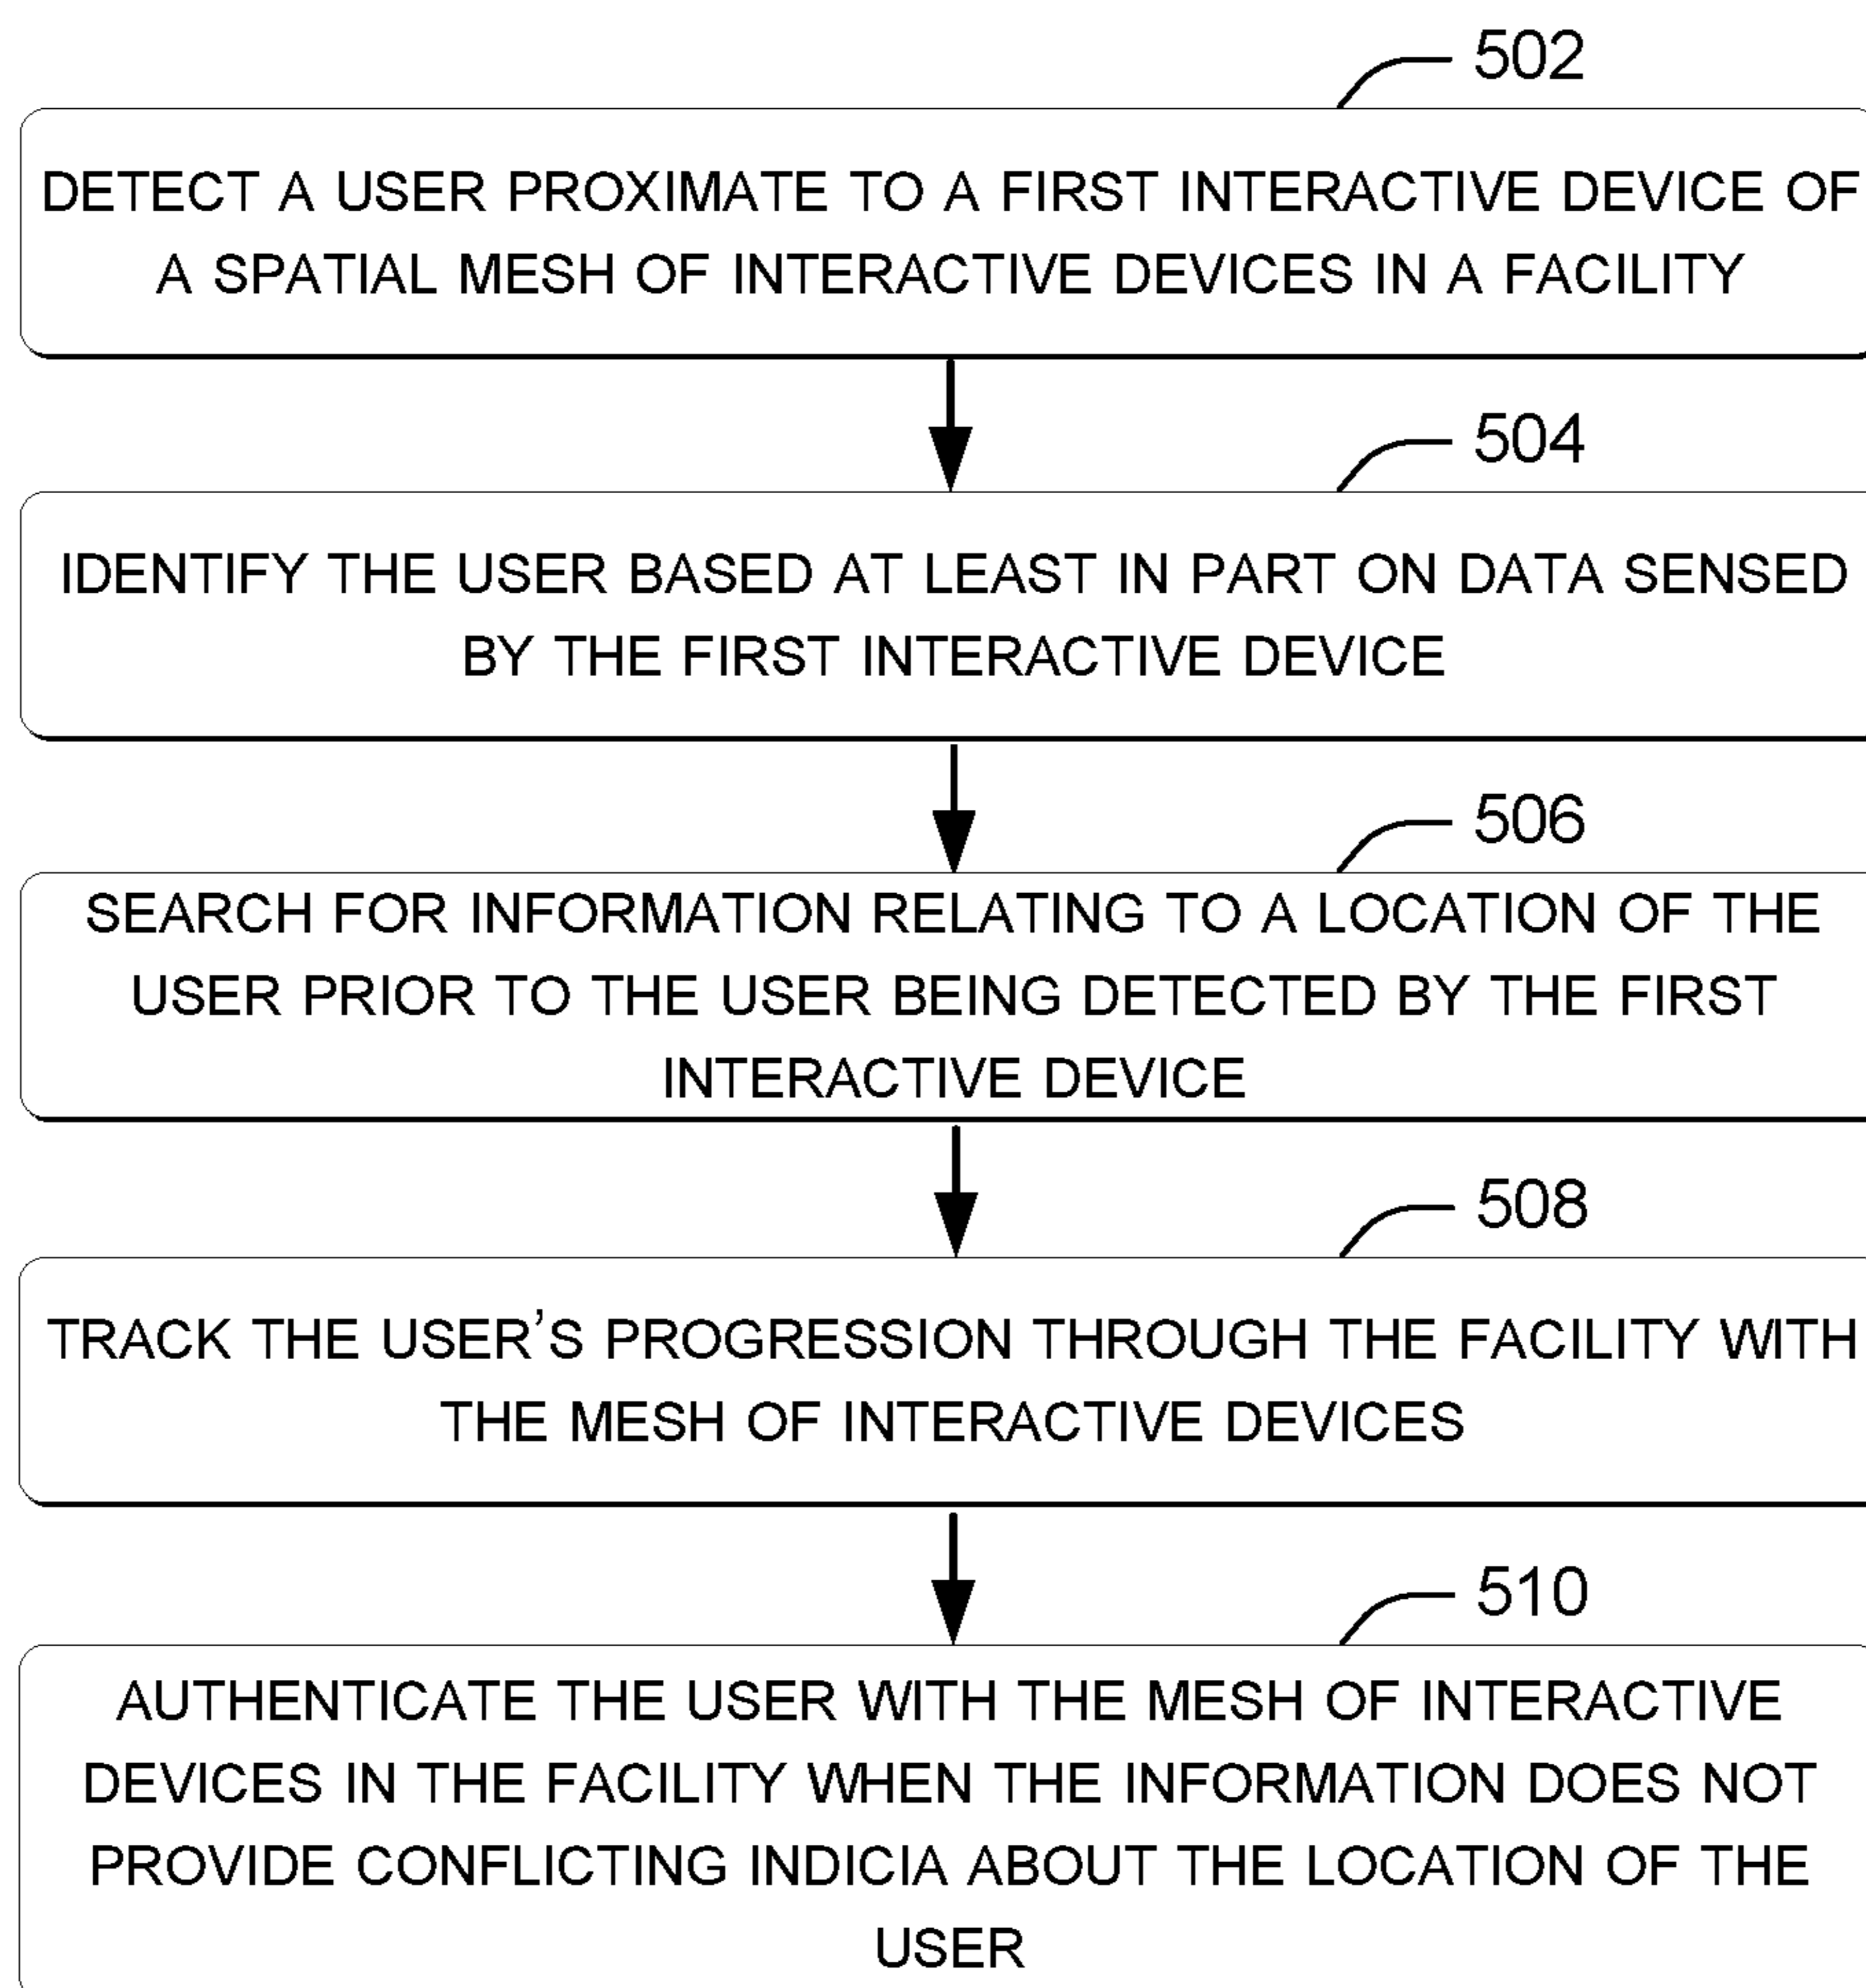 502
DETECT A USER PROXIMATE TO A FIRST INTERACTIVE DEVICE OF
A SPATIAL MESH OF INTERACTIVE DEVICES IN A FACILITY
504
IDENTIFY THE USER BASED AT LEAST IN PART ON DATA SENSED
BY THE FIRST INTERACTIVE DEVICE
506
SEARCH FOR INFORMATION RELATING TO A LOCATION OF THE
USER PRIOR TO THE USER BEING DETECTED BY THE FIRST
INTERACTIVE DEVICE
508
TRACK THE USER’S PROGRESSION THROUGH THE FACILITY WITH
THE MESH OF INTERACTIVE DEVICES
510
AUTHENTICATE THE USER WITH THE MESH OF INTERACTIVE
DEVICES IN THE FACILITY WHEN THE INFORMATION DOES NOT
PROVIDE CONFLICTING INDICIA ABOUT THE LOCATION OF THE
USER